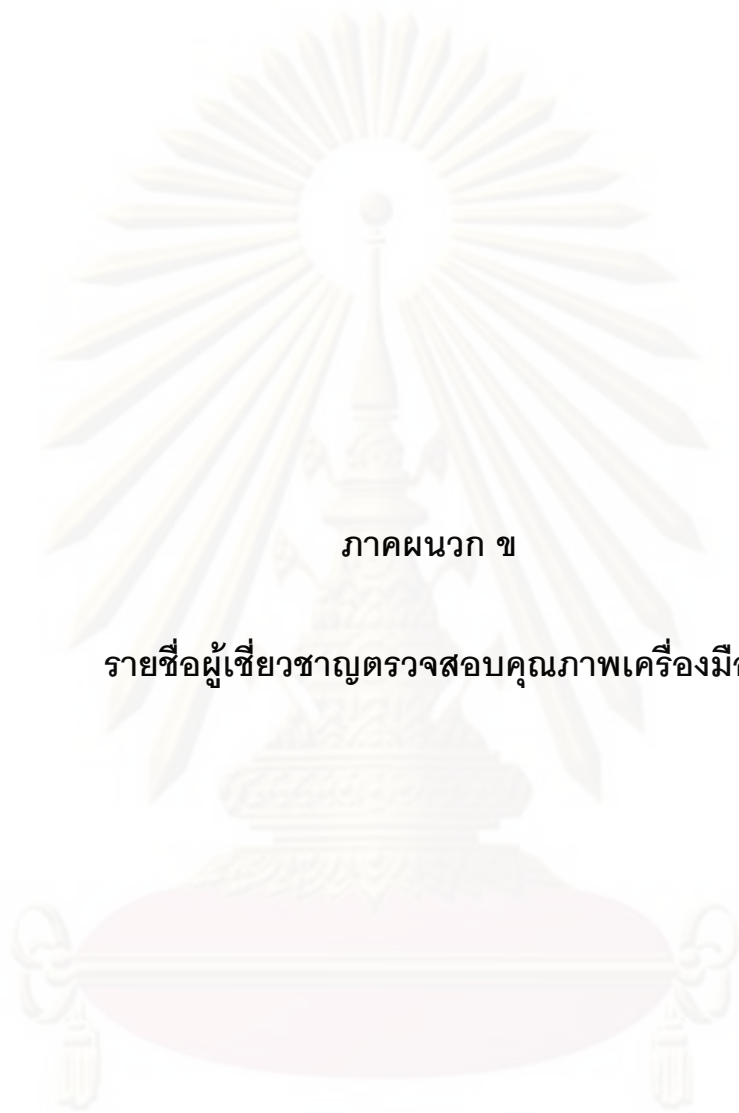 ภาคผนวก ข
รายชื่อผู้เชี่ยวชาญตรวจสอบคุณภาพเครื่องมือ